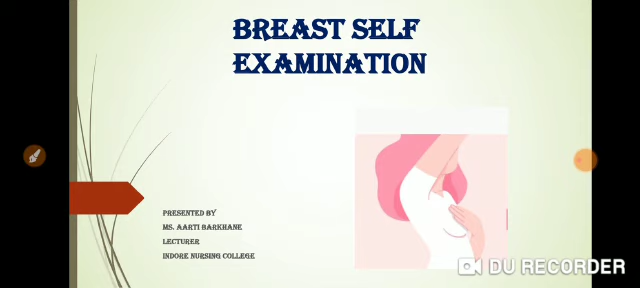 BREAST SELF
EXAMINATION
PRESENTED BY
MS. AARTI BARKHANE
LECTURER
INDORE NURSING COLLEGE
DU RECORDER